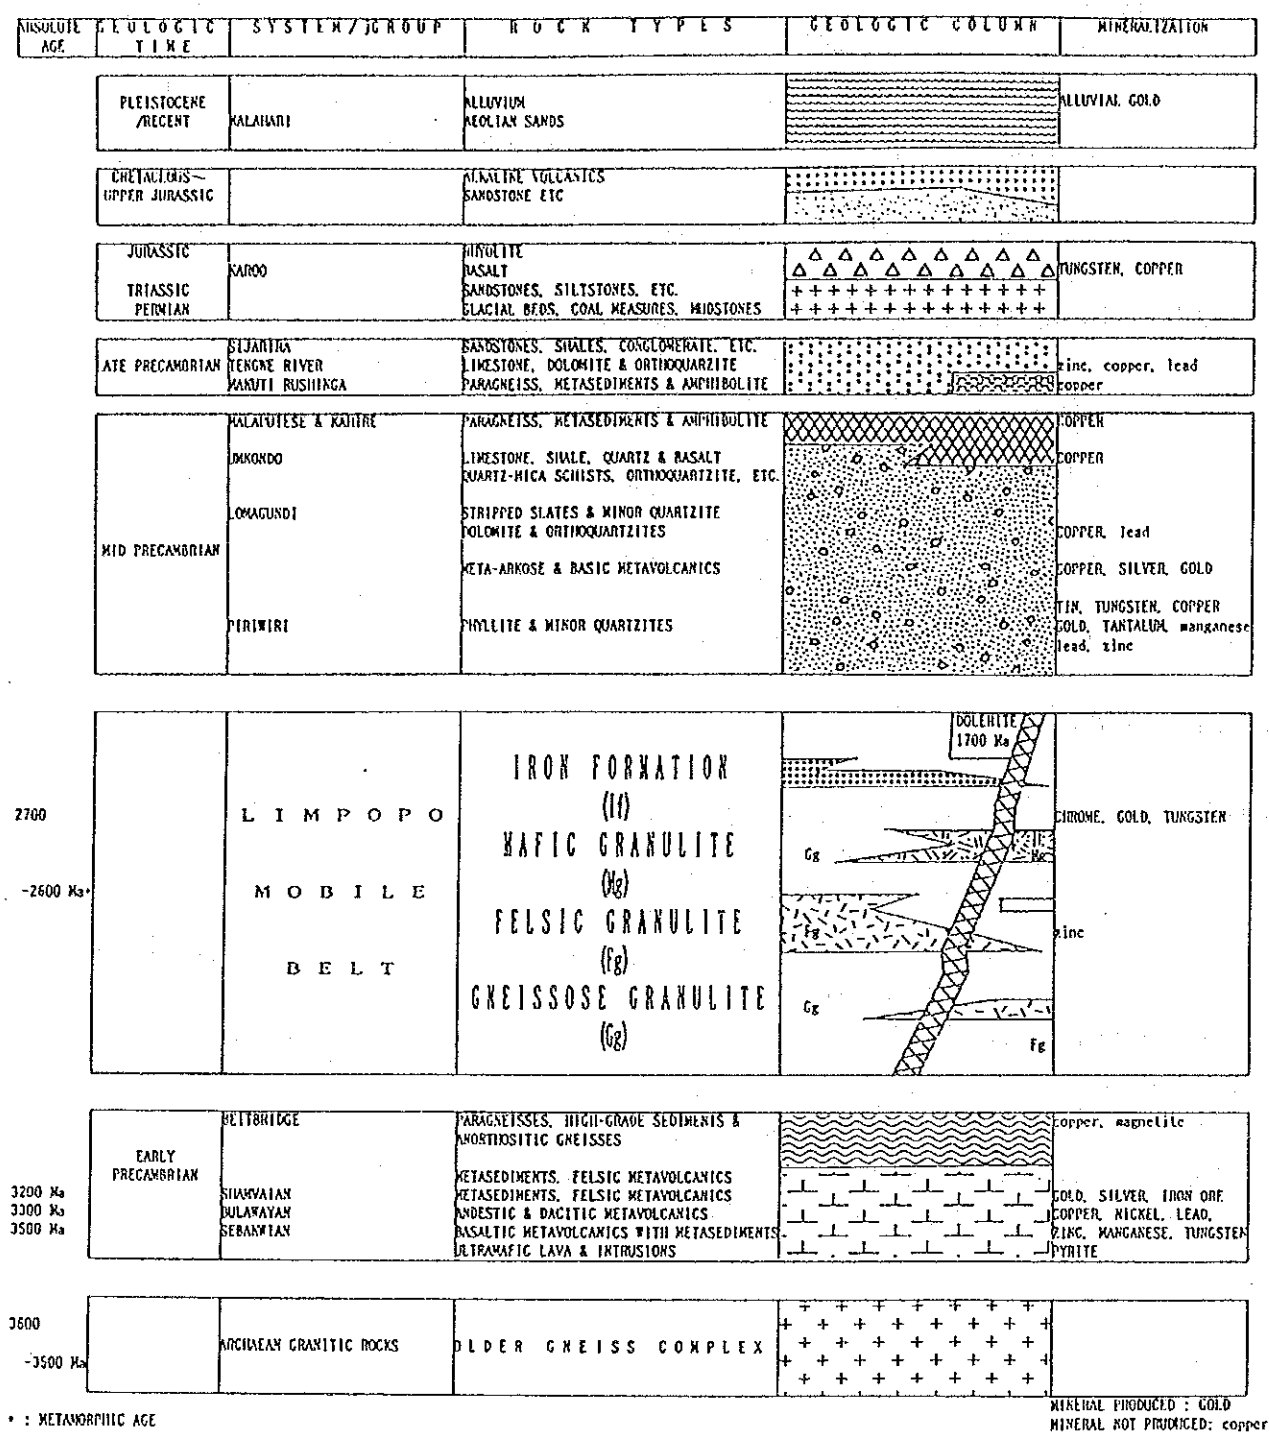 ABSOLUTE GEOLOGIC SYSTEM/GROUP ROCK TYPES GEOLOGIC COLUMN MINERALIZATION
AGE TIME
PLEISTOCENE ALLUVIUM ALLUVIAL GOLD
/RECENT KALAHARI AEOLIAN SANDS
CRETACEOUS~ ALKALINE VOLCANICS
UPPER JURASSIC SANDSTONE ETC
JURASSIC RHYOLITE
KAROO BASALT TUNGSTEN, COPPER
TRIASSIC SANDSTONES, SILTSTONES, ETC.
PERMIAN GLACIAL BEDS, COAL MEASURES, MIDSTONES
SIJARIRA SANDSTONES, SHALES, CONGLOMERATE, ETC.
ATE PRECAMBRIAN TENGWE RIVER LIMESTONE, DOLOMITE & ORTHOQUARZITE zinc, copper, lead
MAKUTI RUSHINGA PARAGNEISS, METASEDIMENTS & AMPHIBOLITE copper
MALAPUTESE & KAHIRE PARAGNEISS, METASEDIMENTS & AMPHIBOLITE COPPER
UMKONDO LIMESTONE, SHALE, QUARTZ & BASALT COPPER
QUARTZ-MICA SCHISTS, ORTHOQUARTZITE, ETC.
LOMAGUNDI STRIPPED SLATES & MINOR QUARTZITE
DOLOMITE & ORTHOQUARTZITES COPPER, lead
MID PRECAMBRIAN
META-ARKOSE & BASIC METAVOLCANICS COPPER, SILVER, GOLD
TIN, TUNGSTEN, COPPER
PIRIWIRI PHYLLITE & MINOR QUARTZITES GOLD, TANTALUM, manganese
lead, zinc
DOLERITE
1700 Ma
IRON FORMATION
2700 LIMPOPO (If) CHROME, GOLD, TUNGSTEN
MAFIC GRANULITE Gg Mg
-2600 Ma* MOBILE (Mg)
FELSIC GRANULITE Fg zinc
BELT (Fg)
GNEISSOSE GRANULITE Gg
(Gg) Fg
BEITBRIDGE PARAGNEISSES, HIGH-GRADE SEDIMENTS & copper, magnetite
ANORTHOSITIC GNEISSES
EARLY
PRECAMBRIAN METASEDIMENTS, FELSIC METAVOLCANICS
3200 Ma SHAMVAIAN METASEDIMENTS, FELSIC METAVOLCANICS GOLD, SILVER, IRON ORE
3300 Ma BULAWAYAN ANDESTIC & DACITIC METAVOLCANICS COPPER, NICKEL, LEAD,
3500 Ma SEBAKWIAN BASALTIC METAVOLCANICS WITH METASEDIMENTS ZINC, MANGANESE, TUNGSTEN
ULTRAMAFIC LAVA & INTRUSIONS PYRITE
3600
ARCHAEAN GRANITIC ROCKS OLDER GNEISS COMPLEX
-3500 Ma
* : METAMORPHIC AGE
MINERAL PRODUCED : GOLD
MINERAL NOT PRUDUCED: copper